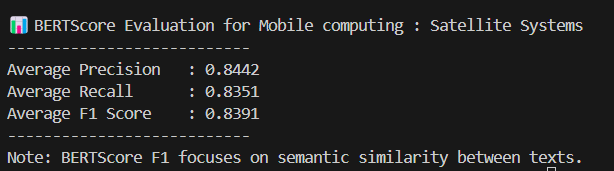 📊 BERTScore Evaluation for Mobile computing : Satellite Systems
---------------------------
Average Precision   : 0.8442
Average Recall      : 0.8351
Average F1 Score    : 0.8391
---------------------------
Note: BERTScore F1 focuses on semantic similarity between texts.